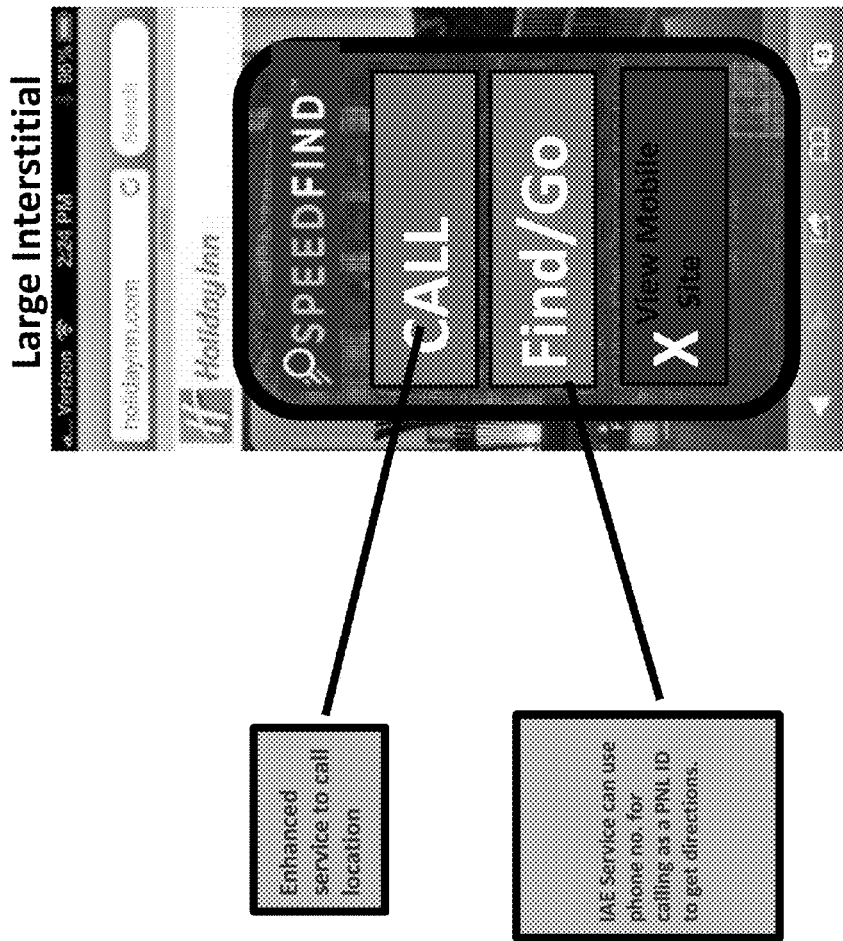 Large Interstitial
Verizon 2:24 PM 86%
holidayinn.com Search
Holiday Inn
SPEEDFIND
CALL
Find/Go
X View Mobile
Site
Enhanced
service to call
location
IAE Service can use
phone no. for
calling as a PNL ID
to get directions.